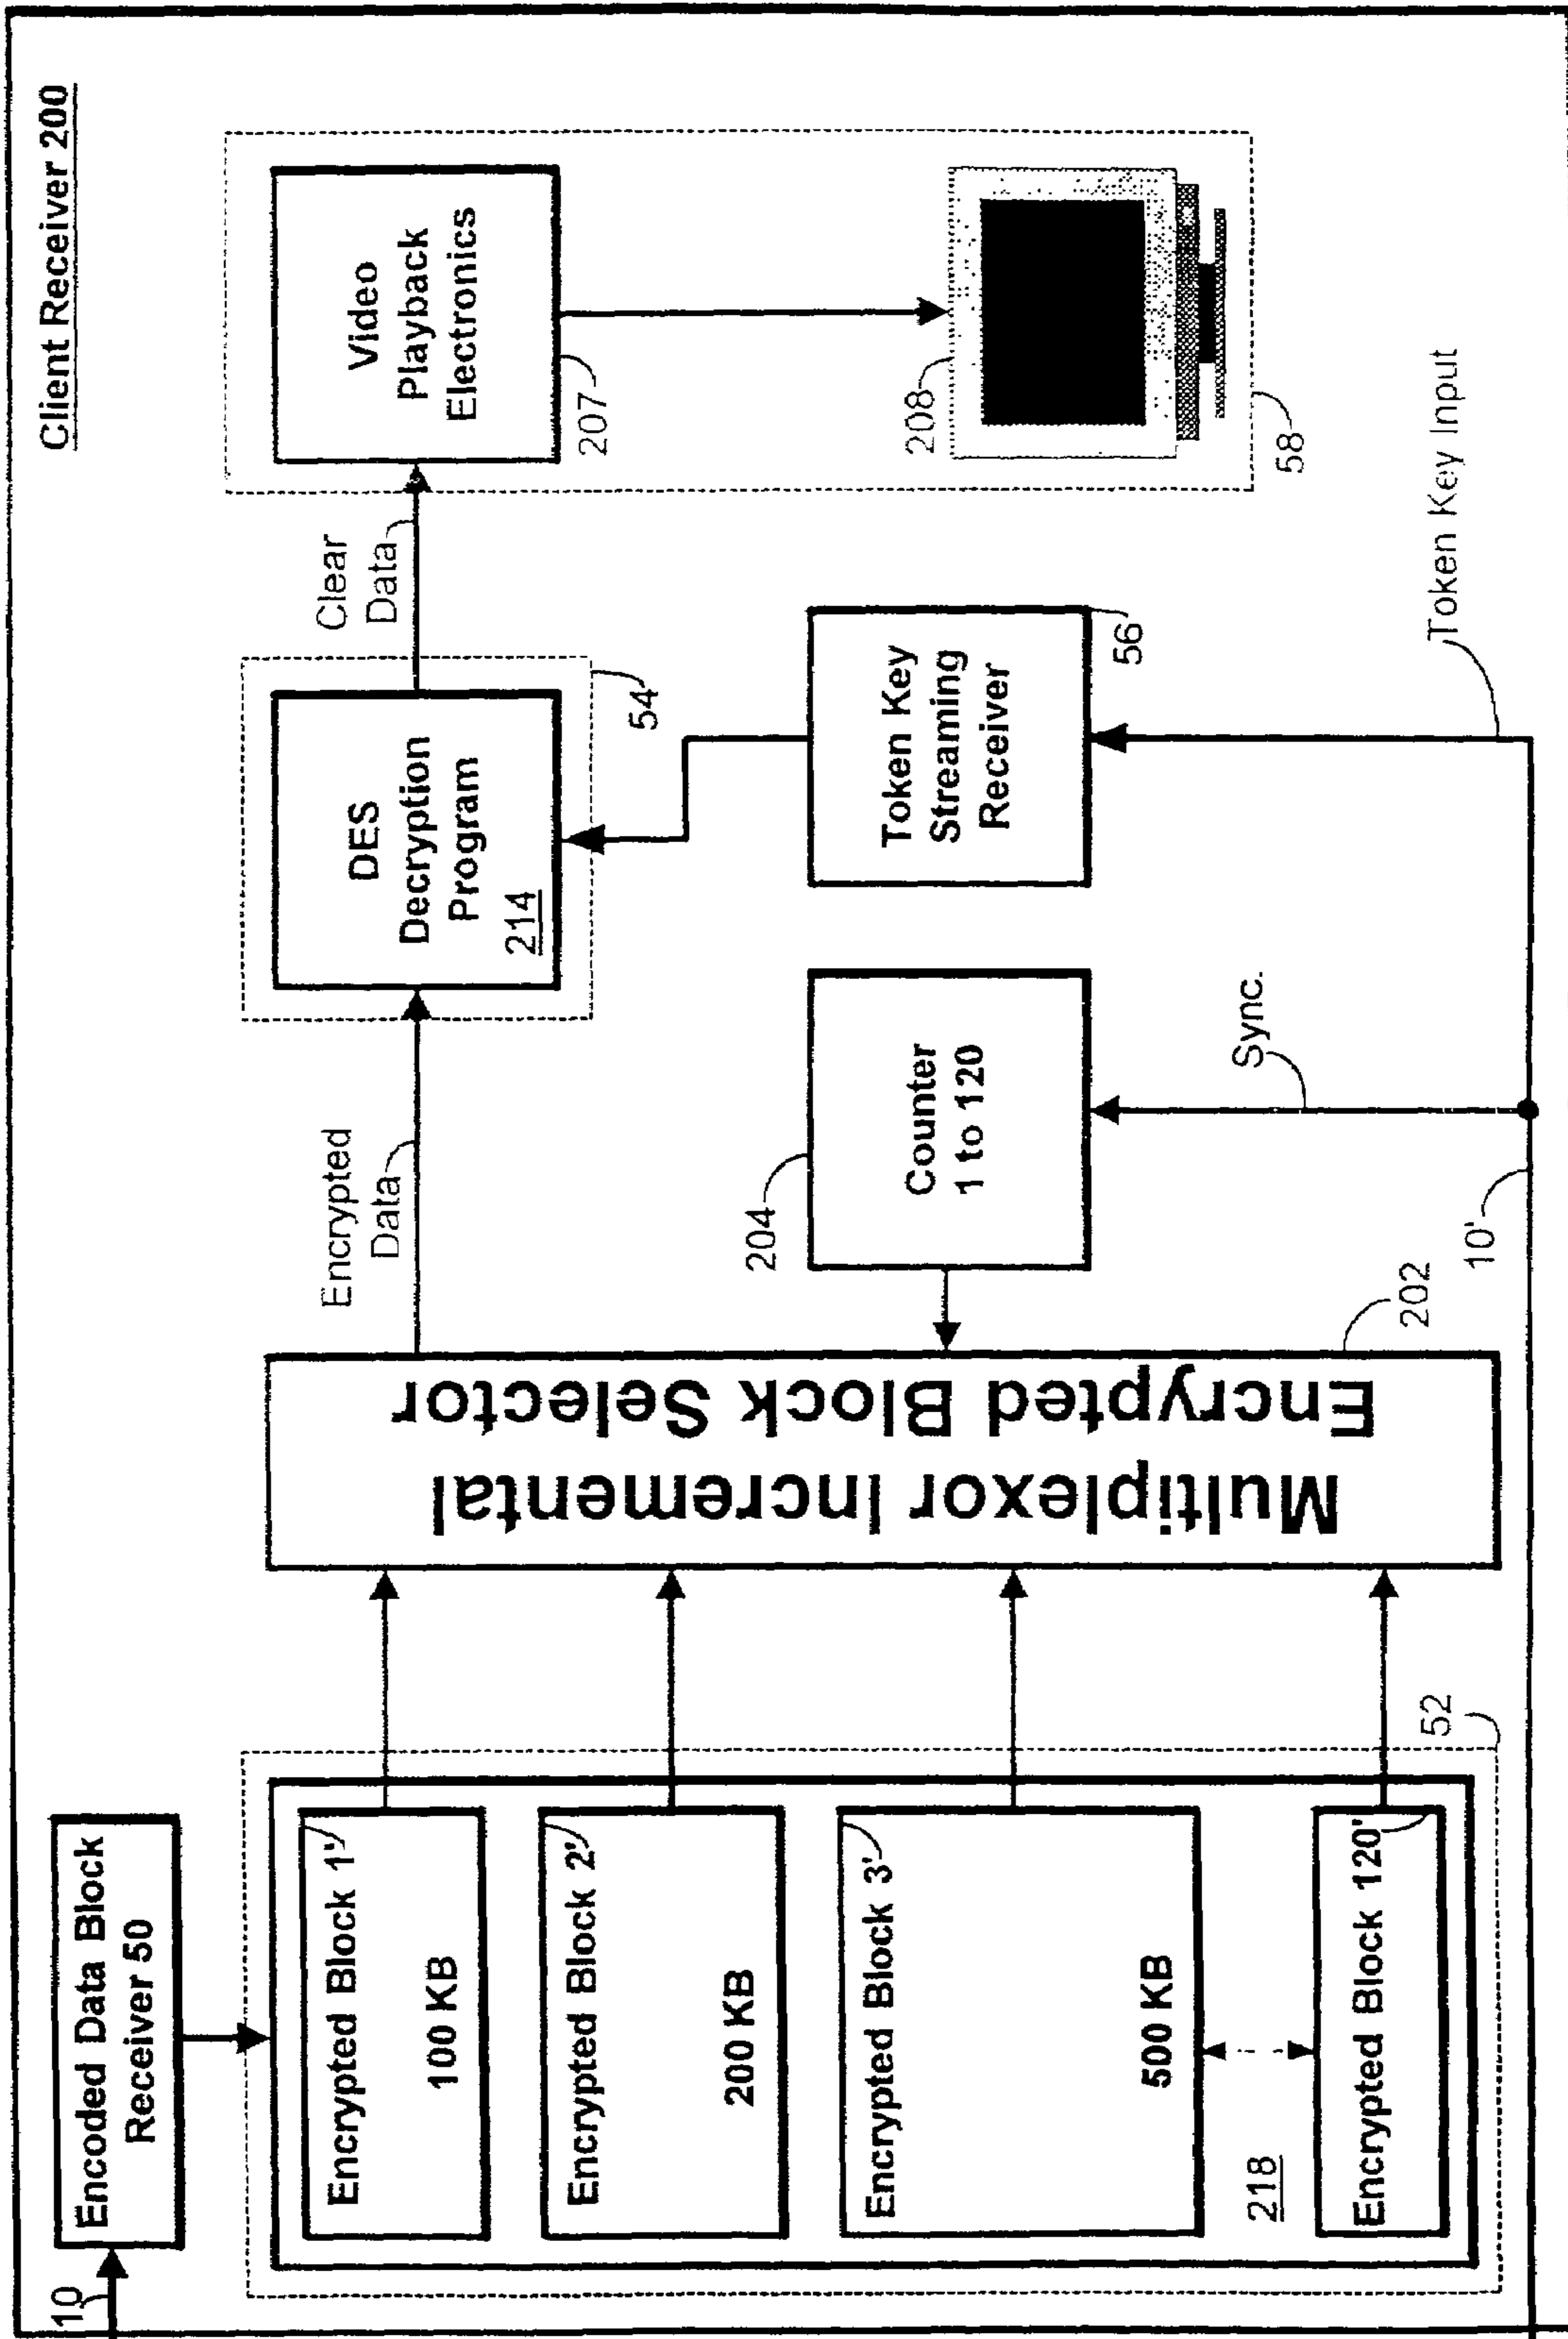 Client Receiver 200
10
Encoded Data Block
Receiver 50
Encrypted Block 1'
100 KB
Encrypted Block 2'
200 KB
Encrypted Block 3'
500 KB
218
Encrypted Block 120'
52
Multiplexor Incremental
Encrypted Block Selector
202
Encrypted
Data
DES
Decryption
Program
214
54
Clear
Data
Video
Playback
Electronics
207
208
58
204
Counter
1 to 120
Sync.
10'
Token Key
Streaming
Receiver
56
Token Key Input